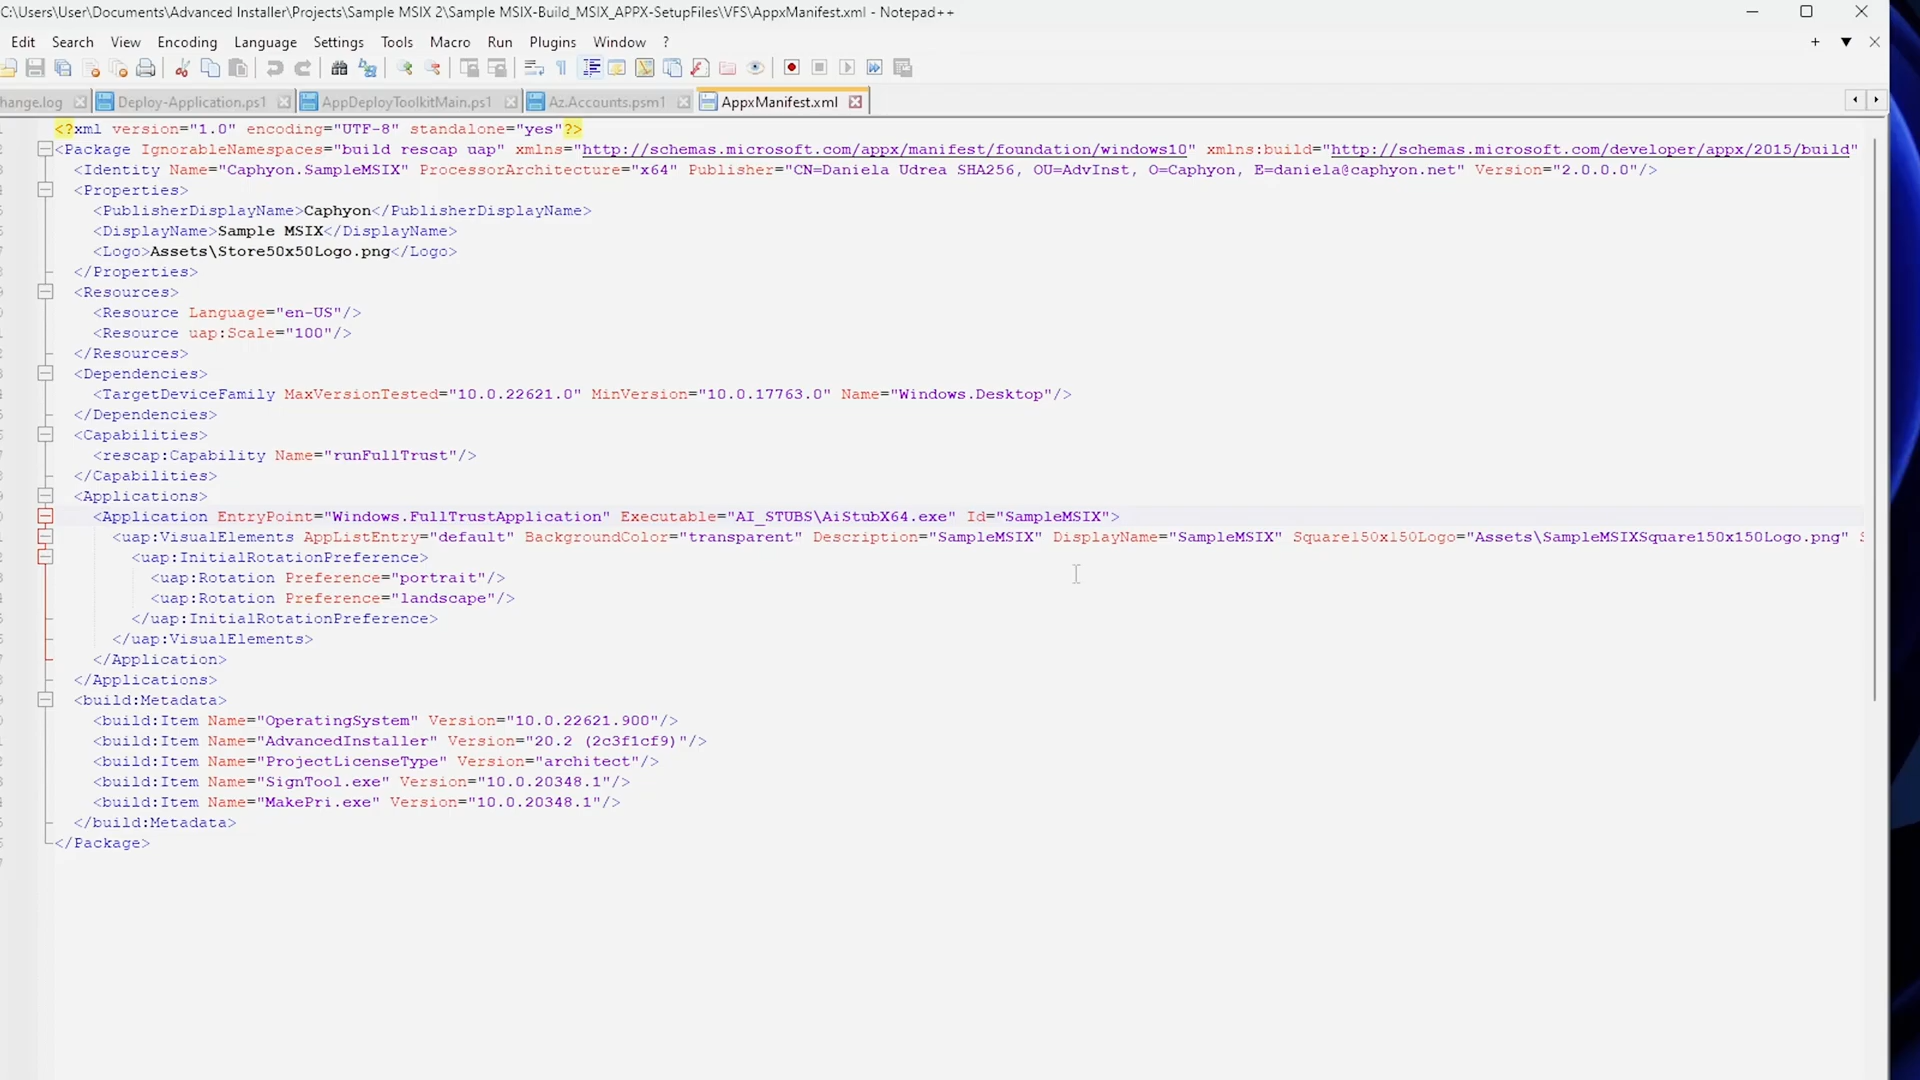 C:\Users\User\Documents\Advanced Installer\Projects\Sample MSIX 2\Sample MSIX-Build_MSIX_APPX-SetupFiles\VFS\AppxManifest.xml - Notepad++
Edit Search View Encoding Language Settings Tools Macro Run Plugins Window ?
hange.log Deploy-Application.ps1 AppDeployToolkitMain.ps1 Az.Accounts.psm1 AppxManifest.xml
<?xml version="1.0" encoding="UTF-8" standalone="yes"?>
<Package IgnorableNamespaces="build rescap uap" xmlns="http://schemas.microsoft.com/appx/manifest/foundation/windows10" xmlns:build="http://schemas.microsoft.com/developer/appx/2015/build"
<Identity Name="Caphyon.SampleMSIX" ProcessorArchitecture="x64" Publisher="CN=Daniela Udrea SHA256, OU=AdvInst, O=Caphyon, E=daniela@caphyon.net" Version="2.0.0.0"/>
<Properties>
<PublisherDisplayName>Caphyon</PublisherDisplayName>
<DisplayName>Sample MSIX</DisplayName>
<Logo>Assets\Store50x50Logo.png</Logo>
</Properties>
<Resources>
<Resource Language="en-US"/>
<Resource uap:Scale="100"/>
</Resources>
<Dependencies>
<TargetDeviceFamily MaxVersionTested="10.0.22621.0" MinVersion="10.0.17763.0" Name="Windows.Desktop"/>
</Dependencies>
<Capabilities>
<rescap:Capability Name="runFullTrust"/>
</Capabilities>
<Applications>
<Application EntryPoint="Windows.FullTrustApplication" Executable="AI_STUBS\AiStubX64.exe" Id="SampleMSIX">
<uap:VisualElements AppListEntry="default" BackgroundColor="transparent" Description="SampleMSIX" DisplayName="SampleMSIX" Square150x150Logo="Assets\SampleMSIXSquare150x150Logo.png"
<uap:InitialRotationPreference>
<uap:Rotation Preference="portrait"/>
<uap:Rotation Preference="landscape"/>
</uap:InitialRotationPreference>
</uap:VisualElements>
</Application>
</Applications>
<build:Metadata>
<build:Item Name="OperatingSystem" Version="10.0.22621.900"/>
<build:Item Name="AdvancedInstaller" Version="20.2 (2c3f1cf9)"/>
<build:Item Name="ProjectLicenseType" Version="architect"/>
<build:Item Name="SignTool.exe" Version="10.0.20348.1"/>
<build:Item Name="MakePri.exe" Version="10.0.20348.1"/>
</build:Metadata>
</Package>